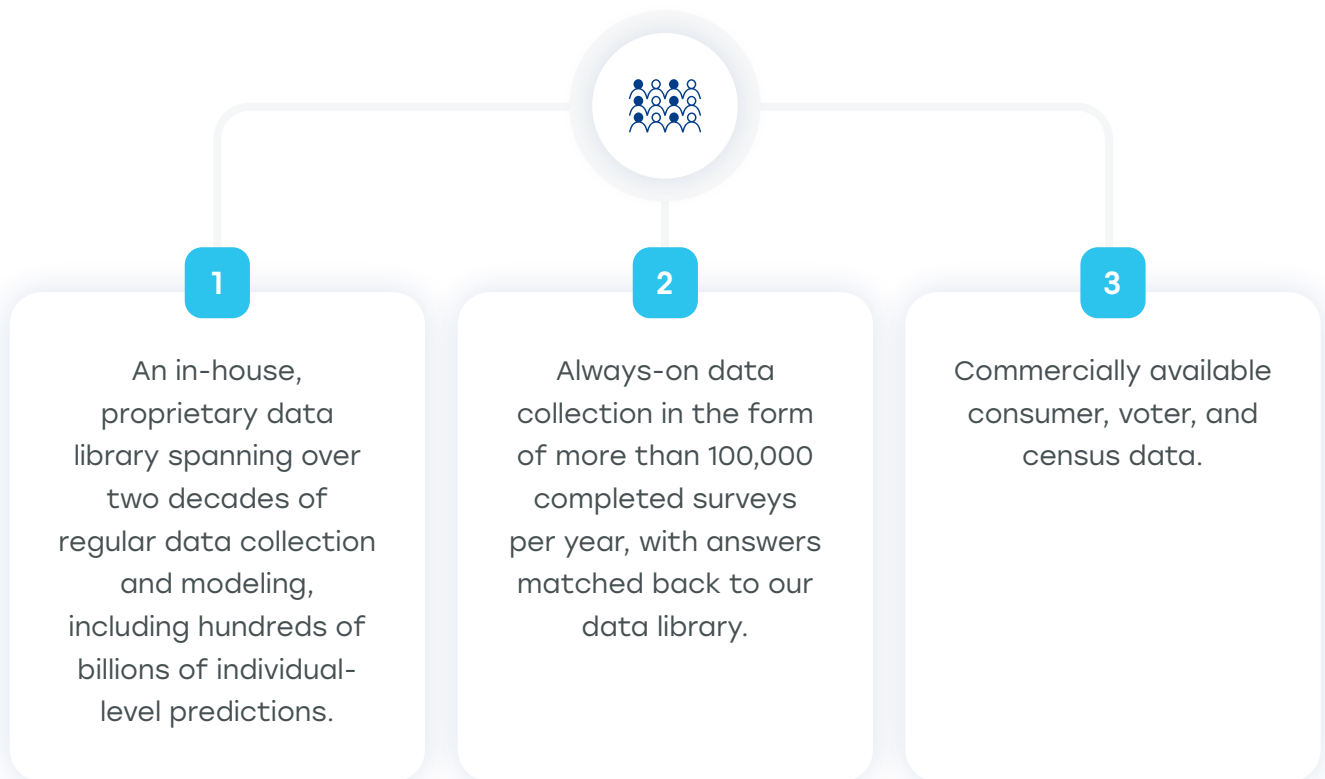 1
An in-house,
proprietary data
library spanning over
two decades of
regular data collection
and modeling,
including hundreds of
billions of individual-
level predictions.
2
Always-on data
collection in the form
of more than 100,000
completed surveys
per year, with answers
matched back to our
data library.
3
Commercially available
consumer, voter, and
census data.